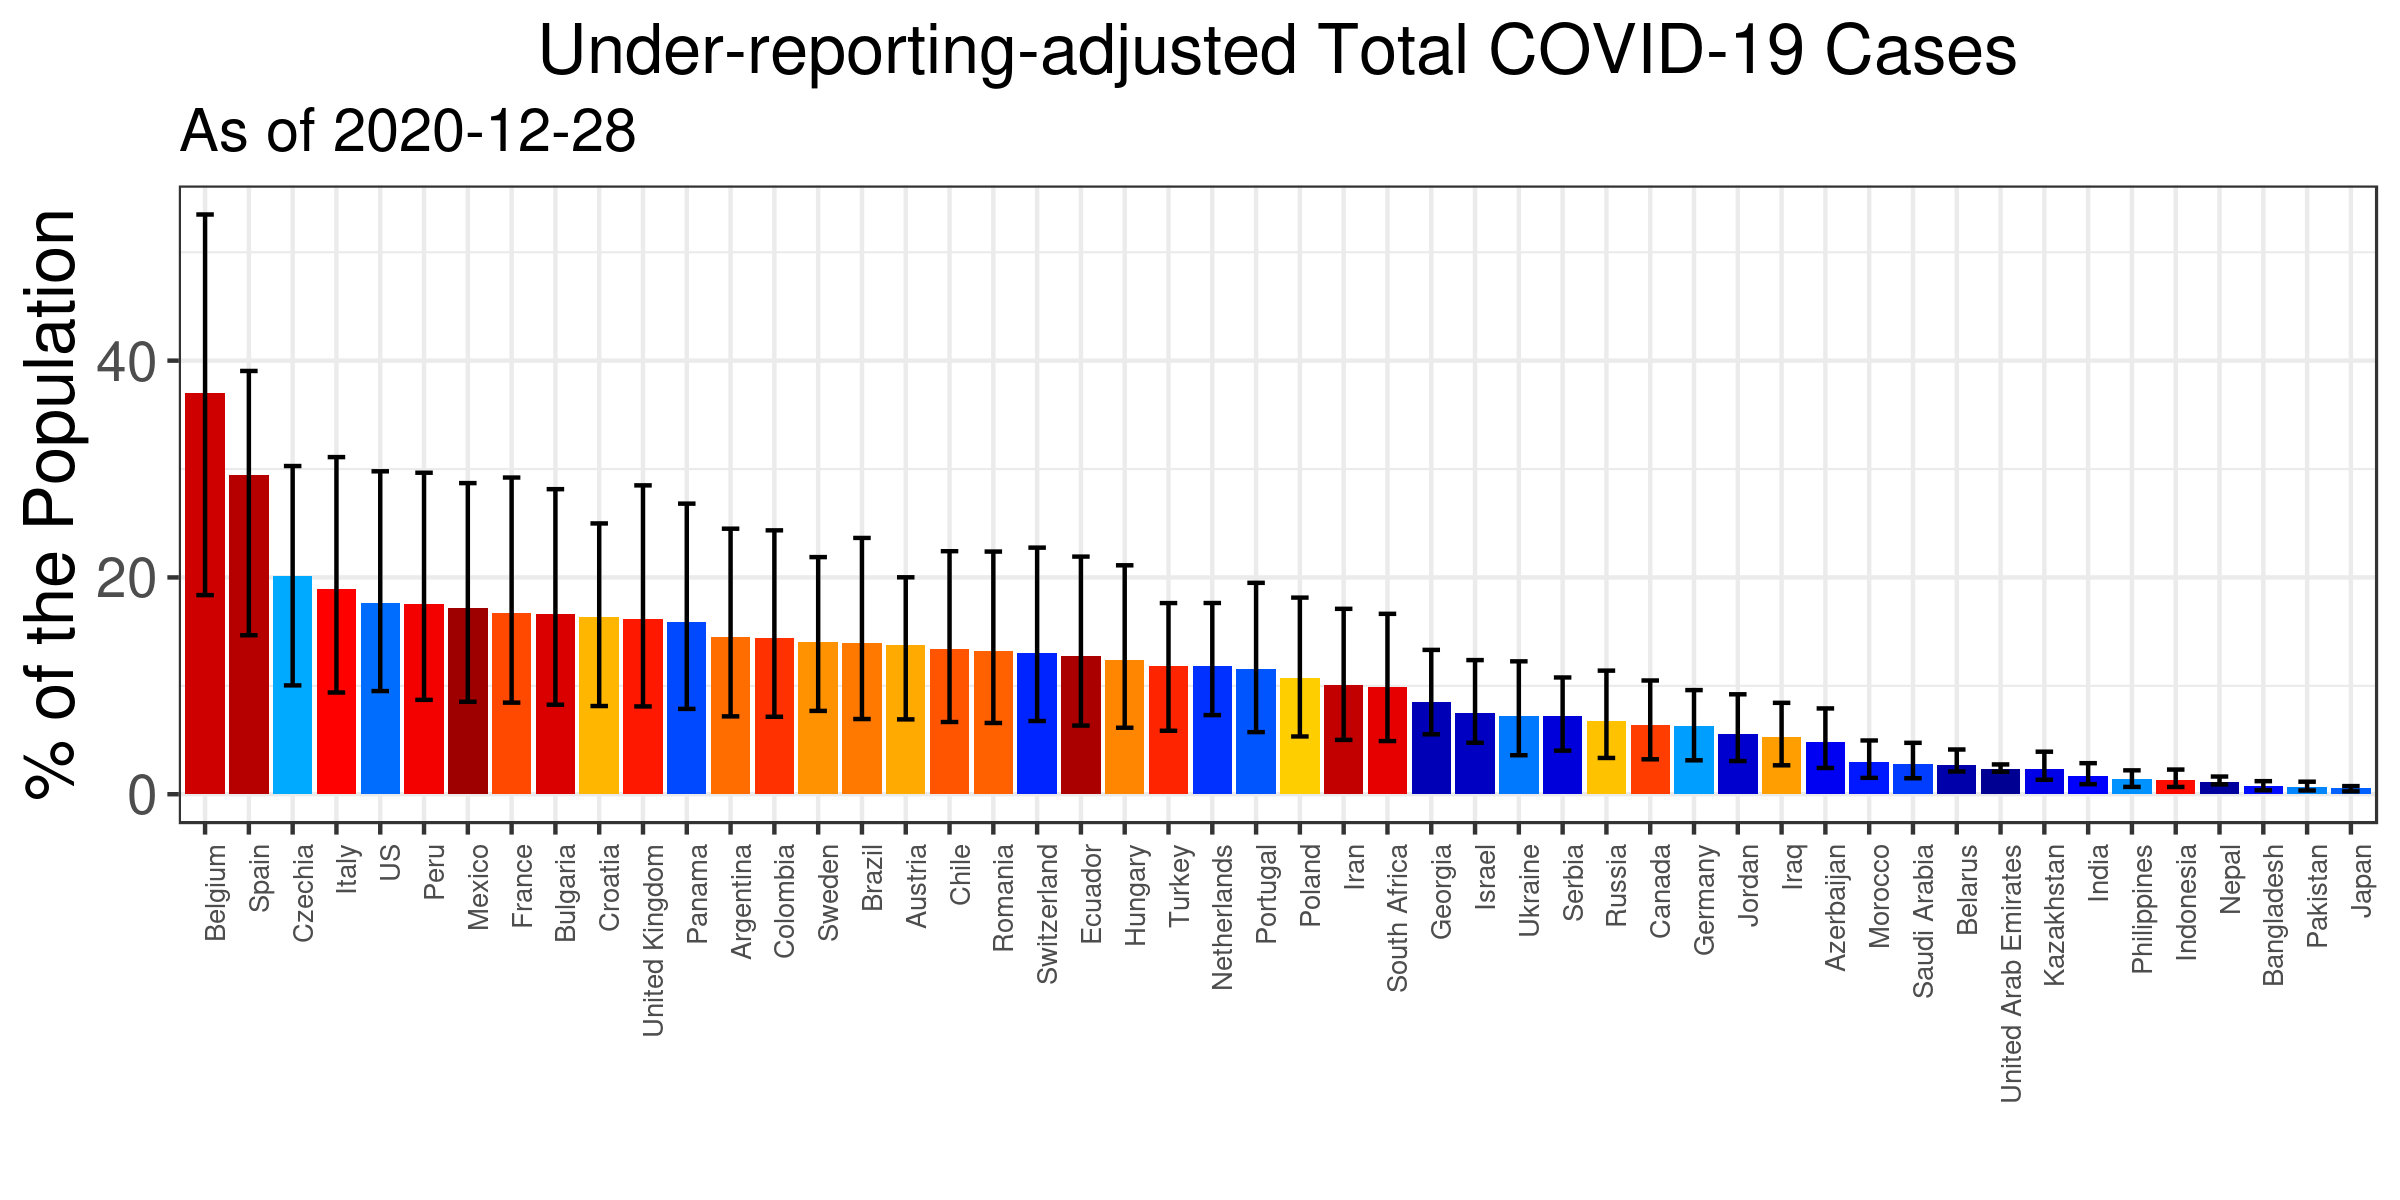 Under-reporting-adjusted Total COVID-19 Cases
As of 2020-12-28
% of the Population
40
20
0
Belgium
Spain
Czechia
Italy
US
Peru
Mexico
France
Bulgaria
Croatia
United Kingdom
Panama
Argentina
Colombia
Sweden
Brazil
Austria
Chile
Romania
Switzerland
Ecuador
Hungary
Turkey
Netherlands
Portugal
Poland
Iran
South Africa
Georgia
Israel
Ukraine
Serbia
Russia
Canada
Germany
Jordan
Iraq
Azerbaijan
Morocco
Saudi Arabia
Belarus
United Arab Emirates
Kazakhstan
India
Philippines
Indonesia
Nepal
Bangladesh
Pakistan
Japan